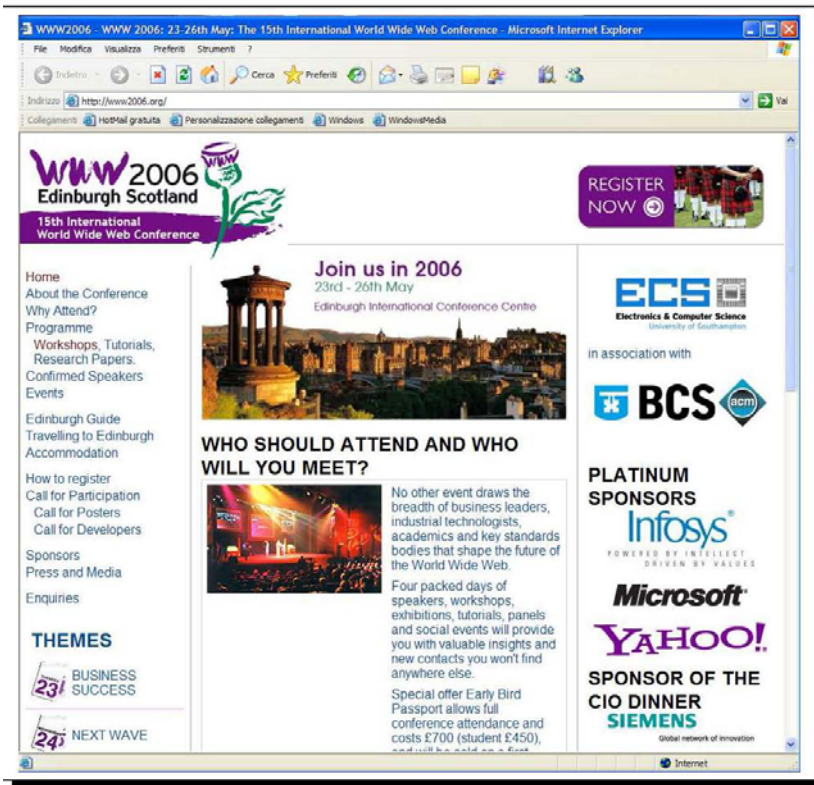 WWW2006 - WWW 2006: 23-26th May: The 15th International World Wide Web Conference - Microsoft Internet Explorer
File Modifica Visualizza Preferiti Strumenti ?
Indietro Cerca Preferiti
Indirizzo http://www2006.org/ Vai
Collegamenti HotMail gratuita Personalizzazione collegamenti Windows WindowsMedia
WWW 2006
WWW
Edinburgh Scotland
15th International
World Wide Web Conference
REGISTER
NOW
Home
About the Conference
Why Attend?
Programme
Workshops, Tutorials,
Research Papers.
Confirmed Speakers
Events
Edinburgh Guide
Travelling to Edinburgh
Accommodation
How to register
Call for Participation
Call for Posters
Call for Developers
Sponsors
Press and Media
Enquiries
THEMES
23
BUSINESS
SUCCESS
24
NEXT WAVE
Join us in 2006
23rd - 26th May
Edinburgh International Conference Centre
WHO SHOULD ATTEND AND WHO
WILL YOU MEET?
No other event draws the
breadth of business leaders,
industrial technologists,
academics and key standards
bodies that shape the future of
the World Wide Web.
Four packed days of
speakers, workshops,
exhibitions, tutorials, panels
and social events will provide
you with valuable insights and
new contacts you won't find
anywhere else.
Special offer Early Bird
Passport allows full
conference attendance and
costs £700 (student £450),
and will be sold on a first
ECS
Electronics & Computer Science
University of Southampton
in association with
BCS
acm
PLATINUM
SPONSORS
Infosys®
POWERED BY INTELLECT
DRIVEN BY VALUES
Microsoft
YAHOO!
SPONSOR OF THE
CIO DINNER
SIEMENS
Global network of innovation
Internet